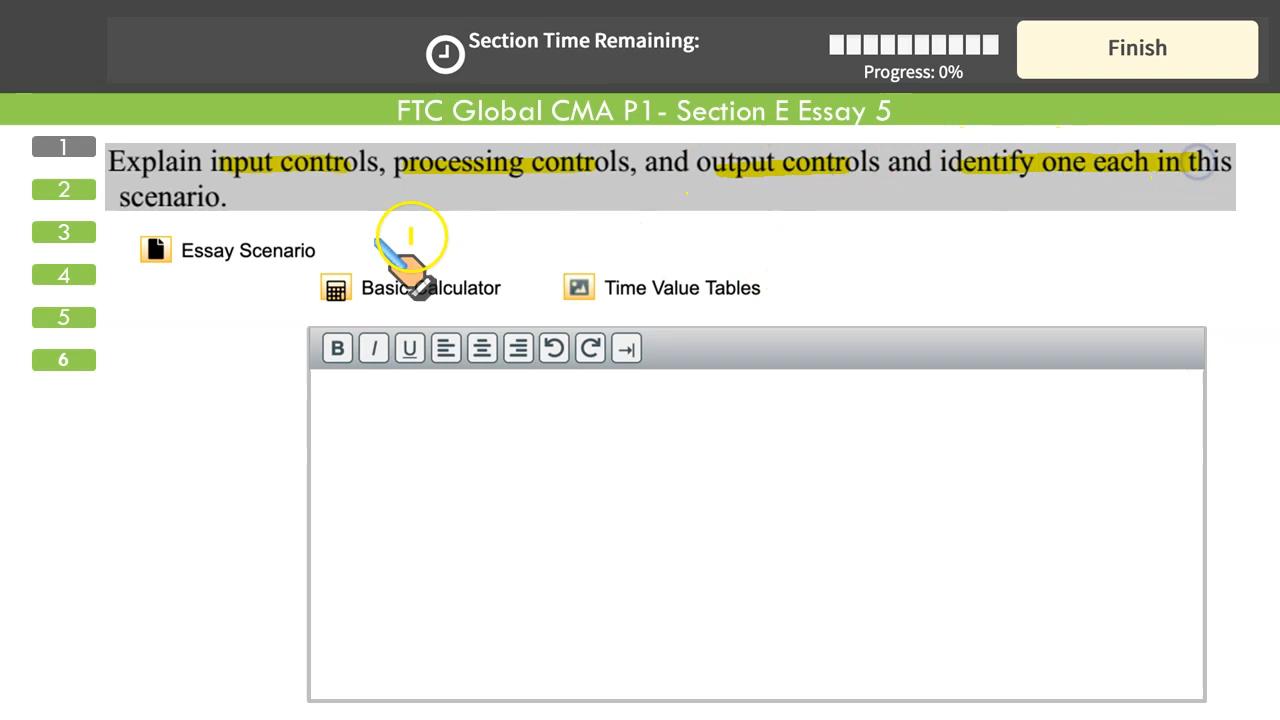 Section Time Remaining:
Progress: 0%
Finish
FTC Global CMA P1- Section E Essay 5
1
2
3
4
5
6
Explain input controls, processing controls, and output controls and identify one each in this
scenario.
Essay Scenario
Basic Calculator
Time Value Tables
B I U